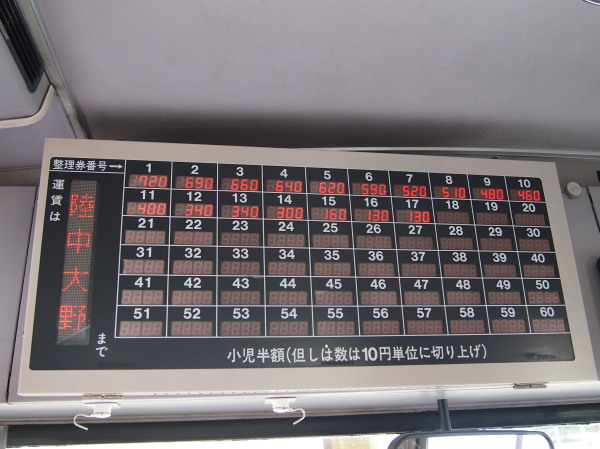 整理券番号→ 1 2 3 4 5 6 7 8 9 10
720 690 660 640 620 590 520 510 480 460
11 12 13 14 15 16 17 18 19 20
400 340 340 300 160 130 130
21 22 23 24 25 26 27 28 29 30
31 32 33 34 35 36 37 38 39 40
41 42 43 44 45 46 47 48 49 50
51 52 53 54 55 56 57 58 59 60
運賃は
陸中大野
まで
小児半額(但しは数は10円単位に切り上げ)